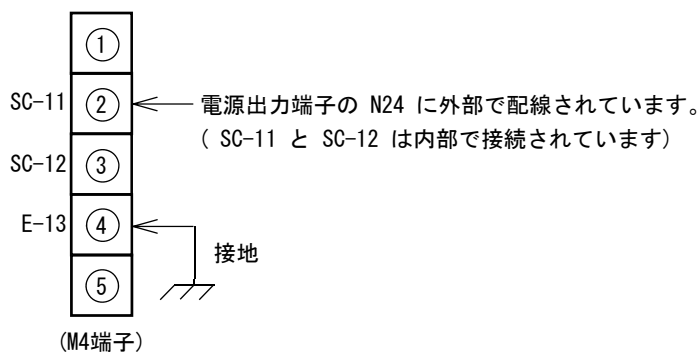 ①
SC-11 ② 電源出力端子の N24 に外部で配線されています。
( SC-11 と SC-12 は内部で接続されています)
SC-12 ③
E-13 ④
接地
⑤
(M4端子)